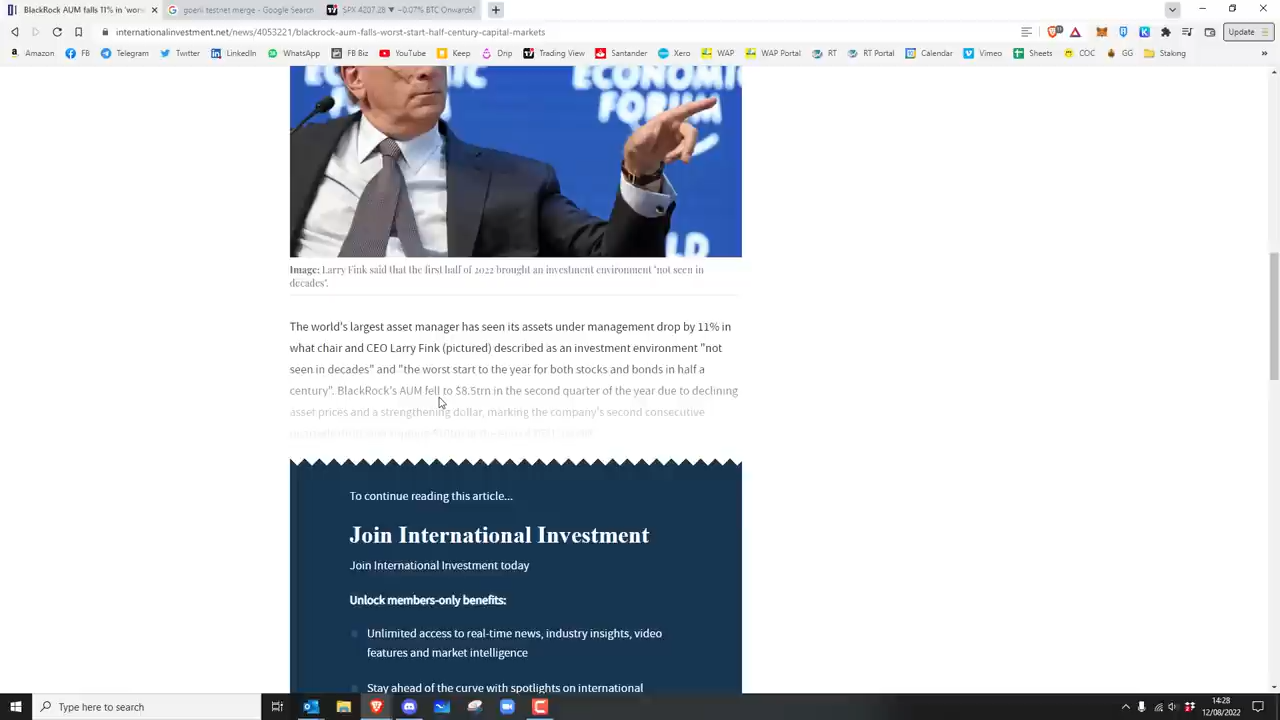 BlackRock AUM falls 11% in 'wors
goerli testnet merge - Google Search
SPX 4207.28 ▼ −0.07% BTC Onwards?
internationalinvestment.net/news/4053221/blackrock-aum-falls-worst-start-half-century-capital-markets
Update
Amazon
Telegram
Twitter
LinkedIn
WhatsApp
FB Biz
YouTube
Keep
Drip
Trading View
Santander
Xero
WAP
WAP Portal
RT
RT Portal
Calendar
Vimeo
Sheets
COC
GG
Staking
ECONOMIC
FORUM
Image: Larry Fink said that the first half of 2022 brought an investment environment 'not seen in
decades'.
The world's largest asset manager has seen its assets under management drop by 11% in
what chair and CEO Larry Fink (pictured) described as an investment environment "not
seen in decades" and "the worst start to the year for both stocks and bonds in half a
century". BlackRock's AUM fell to $8.5trn in the second quarter of the year due to declining
asset prices and a strengthening dollar, marking the company's second consecutive
To continue reading this article...
Join International Investment
Join International Investment today
Unlock members-only benefits:
Unlimited access to real-time news, industry insights, video
features and market intelligence
Stay ahead of the curve with spotlights on international
Type here to search
14:28
12/08/2022